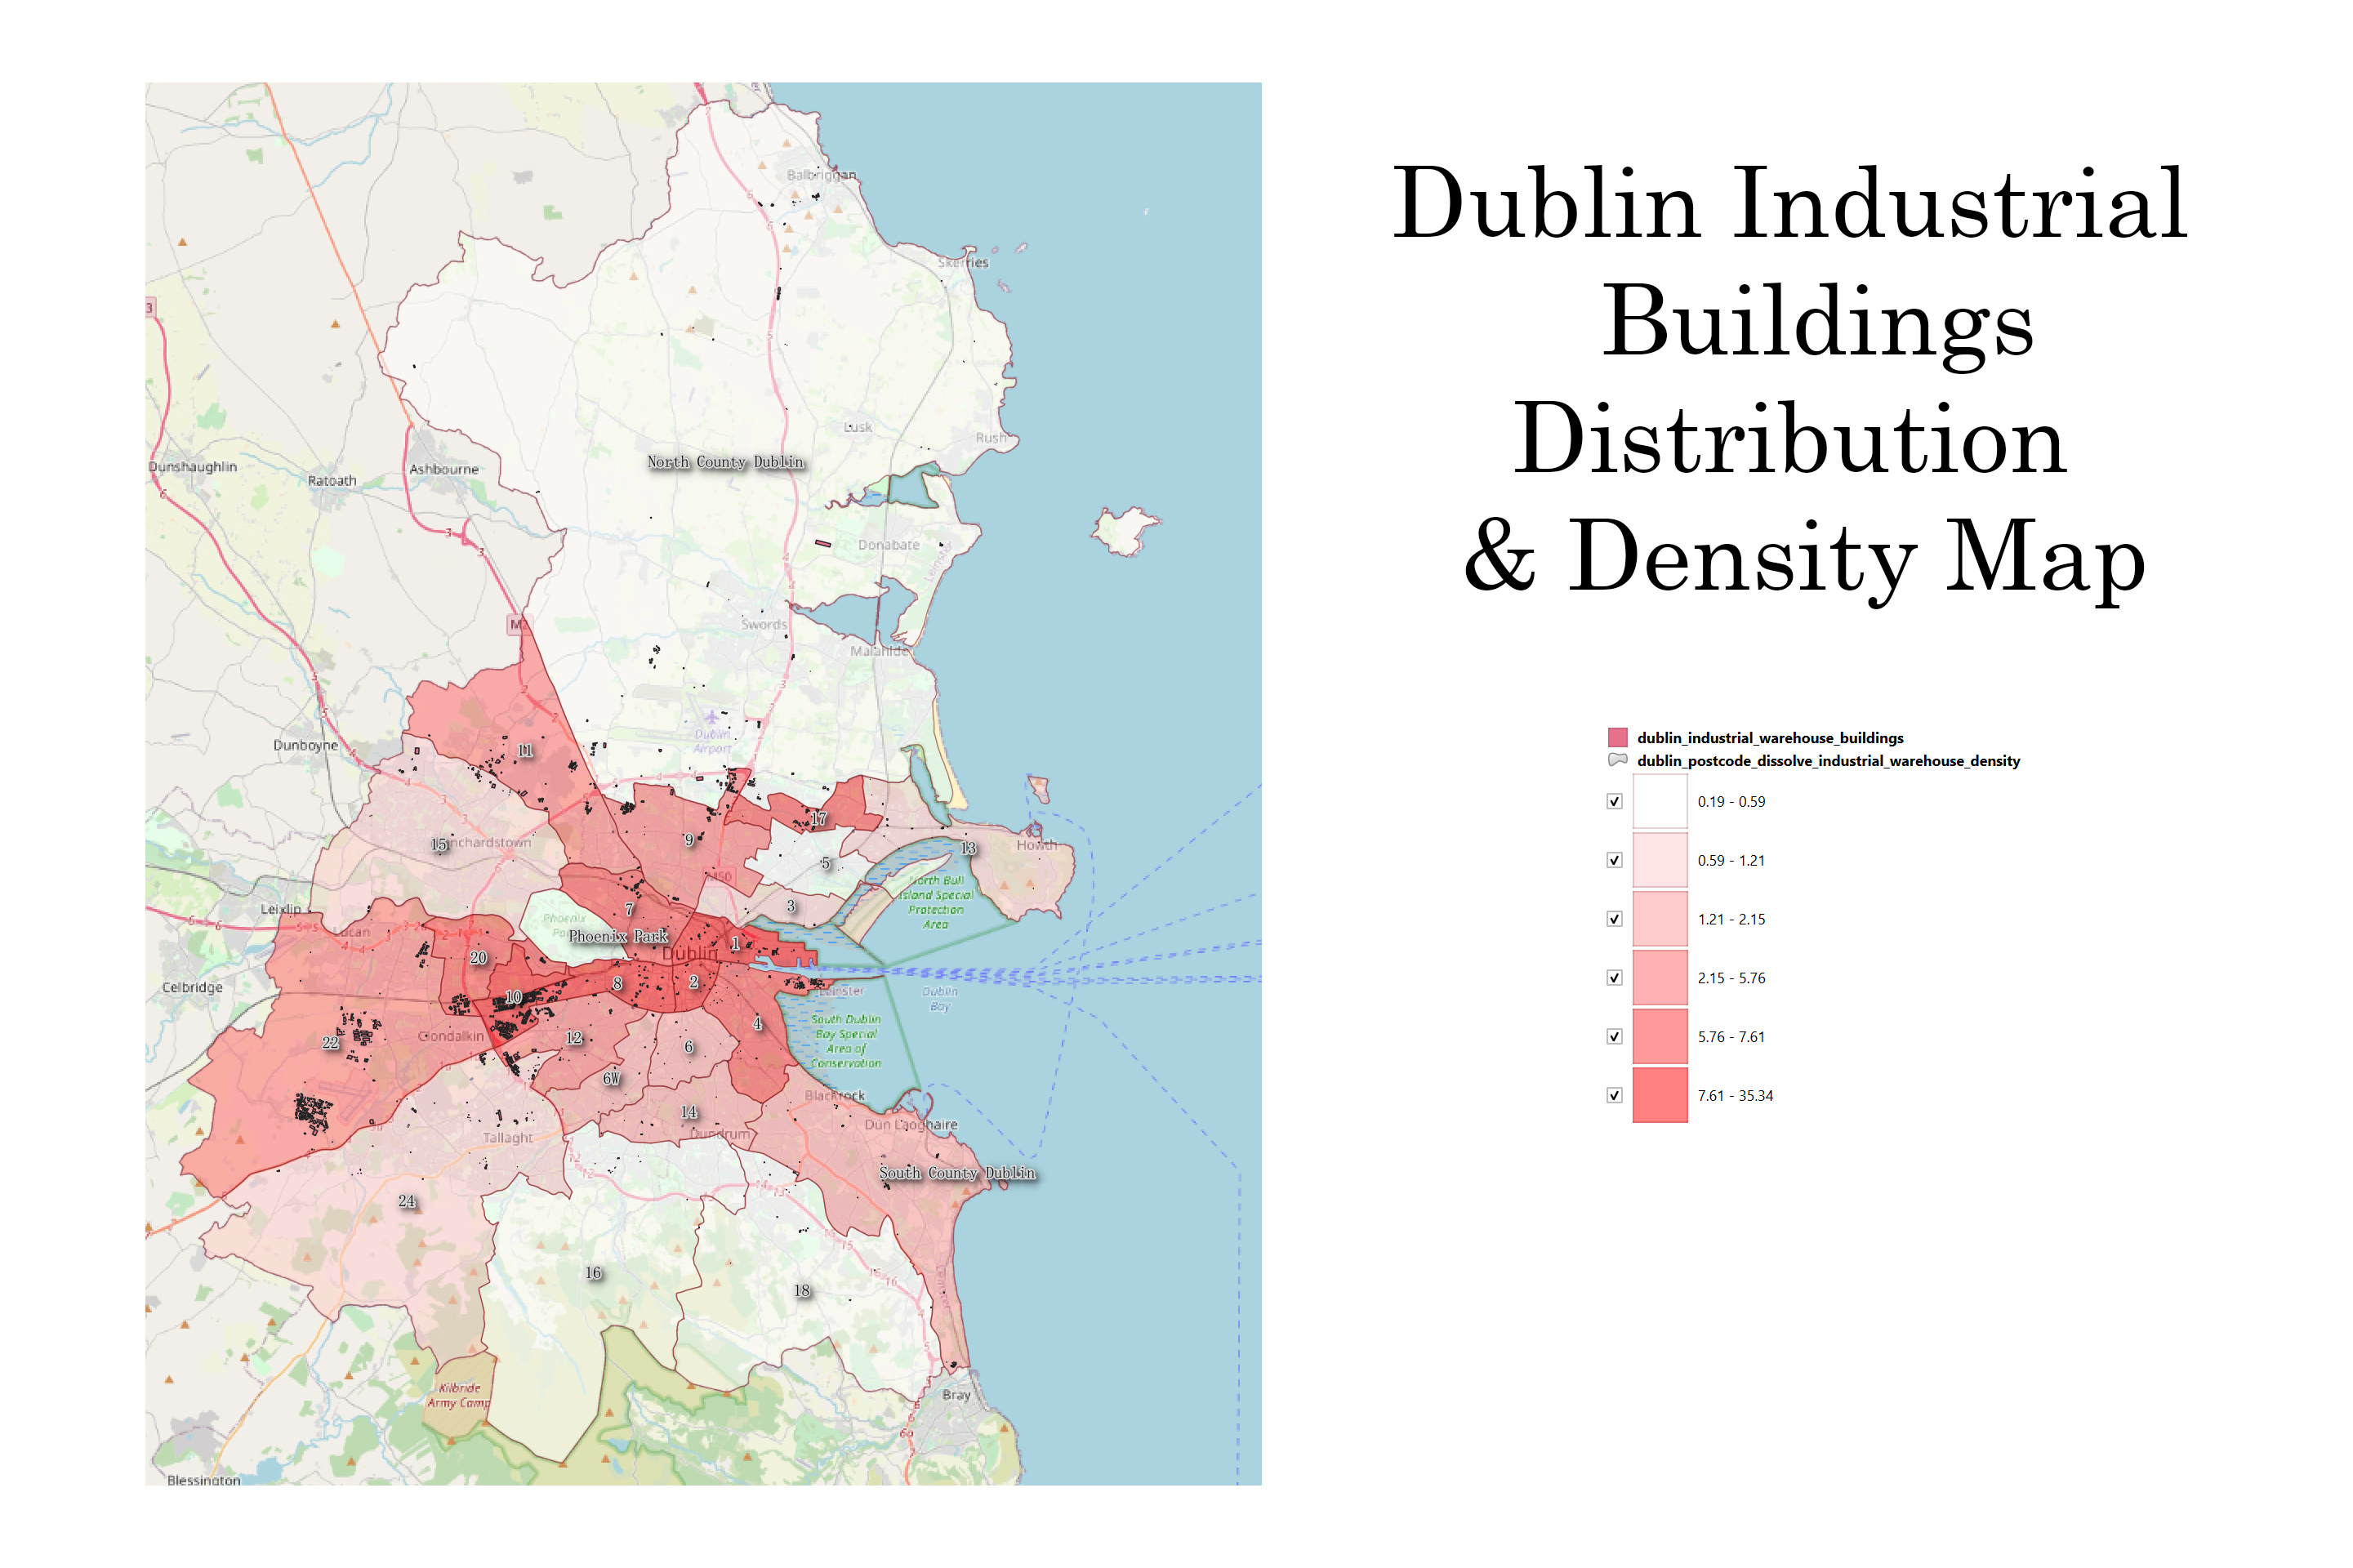 Dublin Industrial
Buildings
Distribution
& Density Map
dublin_industrial_warehouse_buildings
dublin_postcode_dissolve_industrial_warehouse_density
0.19 - 0.59
0.59 - 1.21
1.21 - 2.15
2.15 - 5.76
5.76 - 7.61
7.61 - 35.34
Balbriggan
Skerries
Lusk
Rush
North County Dublin
Dunshaughlin
Ratoath
Ashbourne
Donabate
Leinster
Swords
Malahide
Dublin
Airport
Dunboyne
11
17
9
15
nchardstown
5
13
Howth
M50
North Bull
Island Special
Protection
Area
3
7
Leixlip
Lucan
Phoenix
Phoenix Park
Dublin
1
20
8
2
10
Celbridge
Leinster
Dublin
Bay
South Dublin
Bay Special
Area of
Conservation
4
22
Clondalkin
12
6
6W
Blackrock
14
Dundrum
Dún Laoghaire
Tallaght
South County Dublin
24
16
18
Kilbride
Army Camp
Bray
Blessington